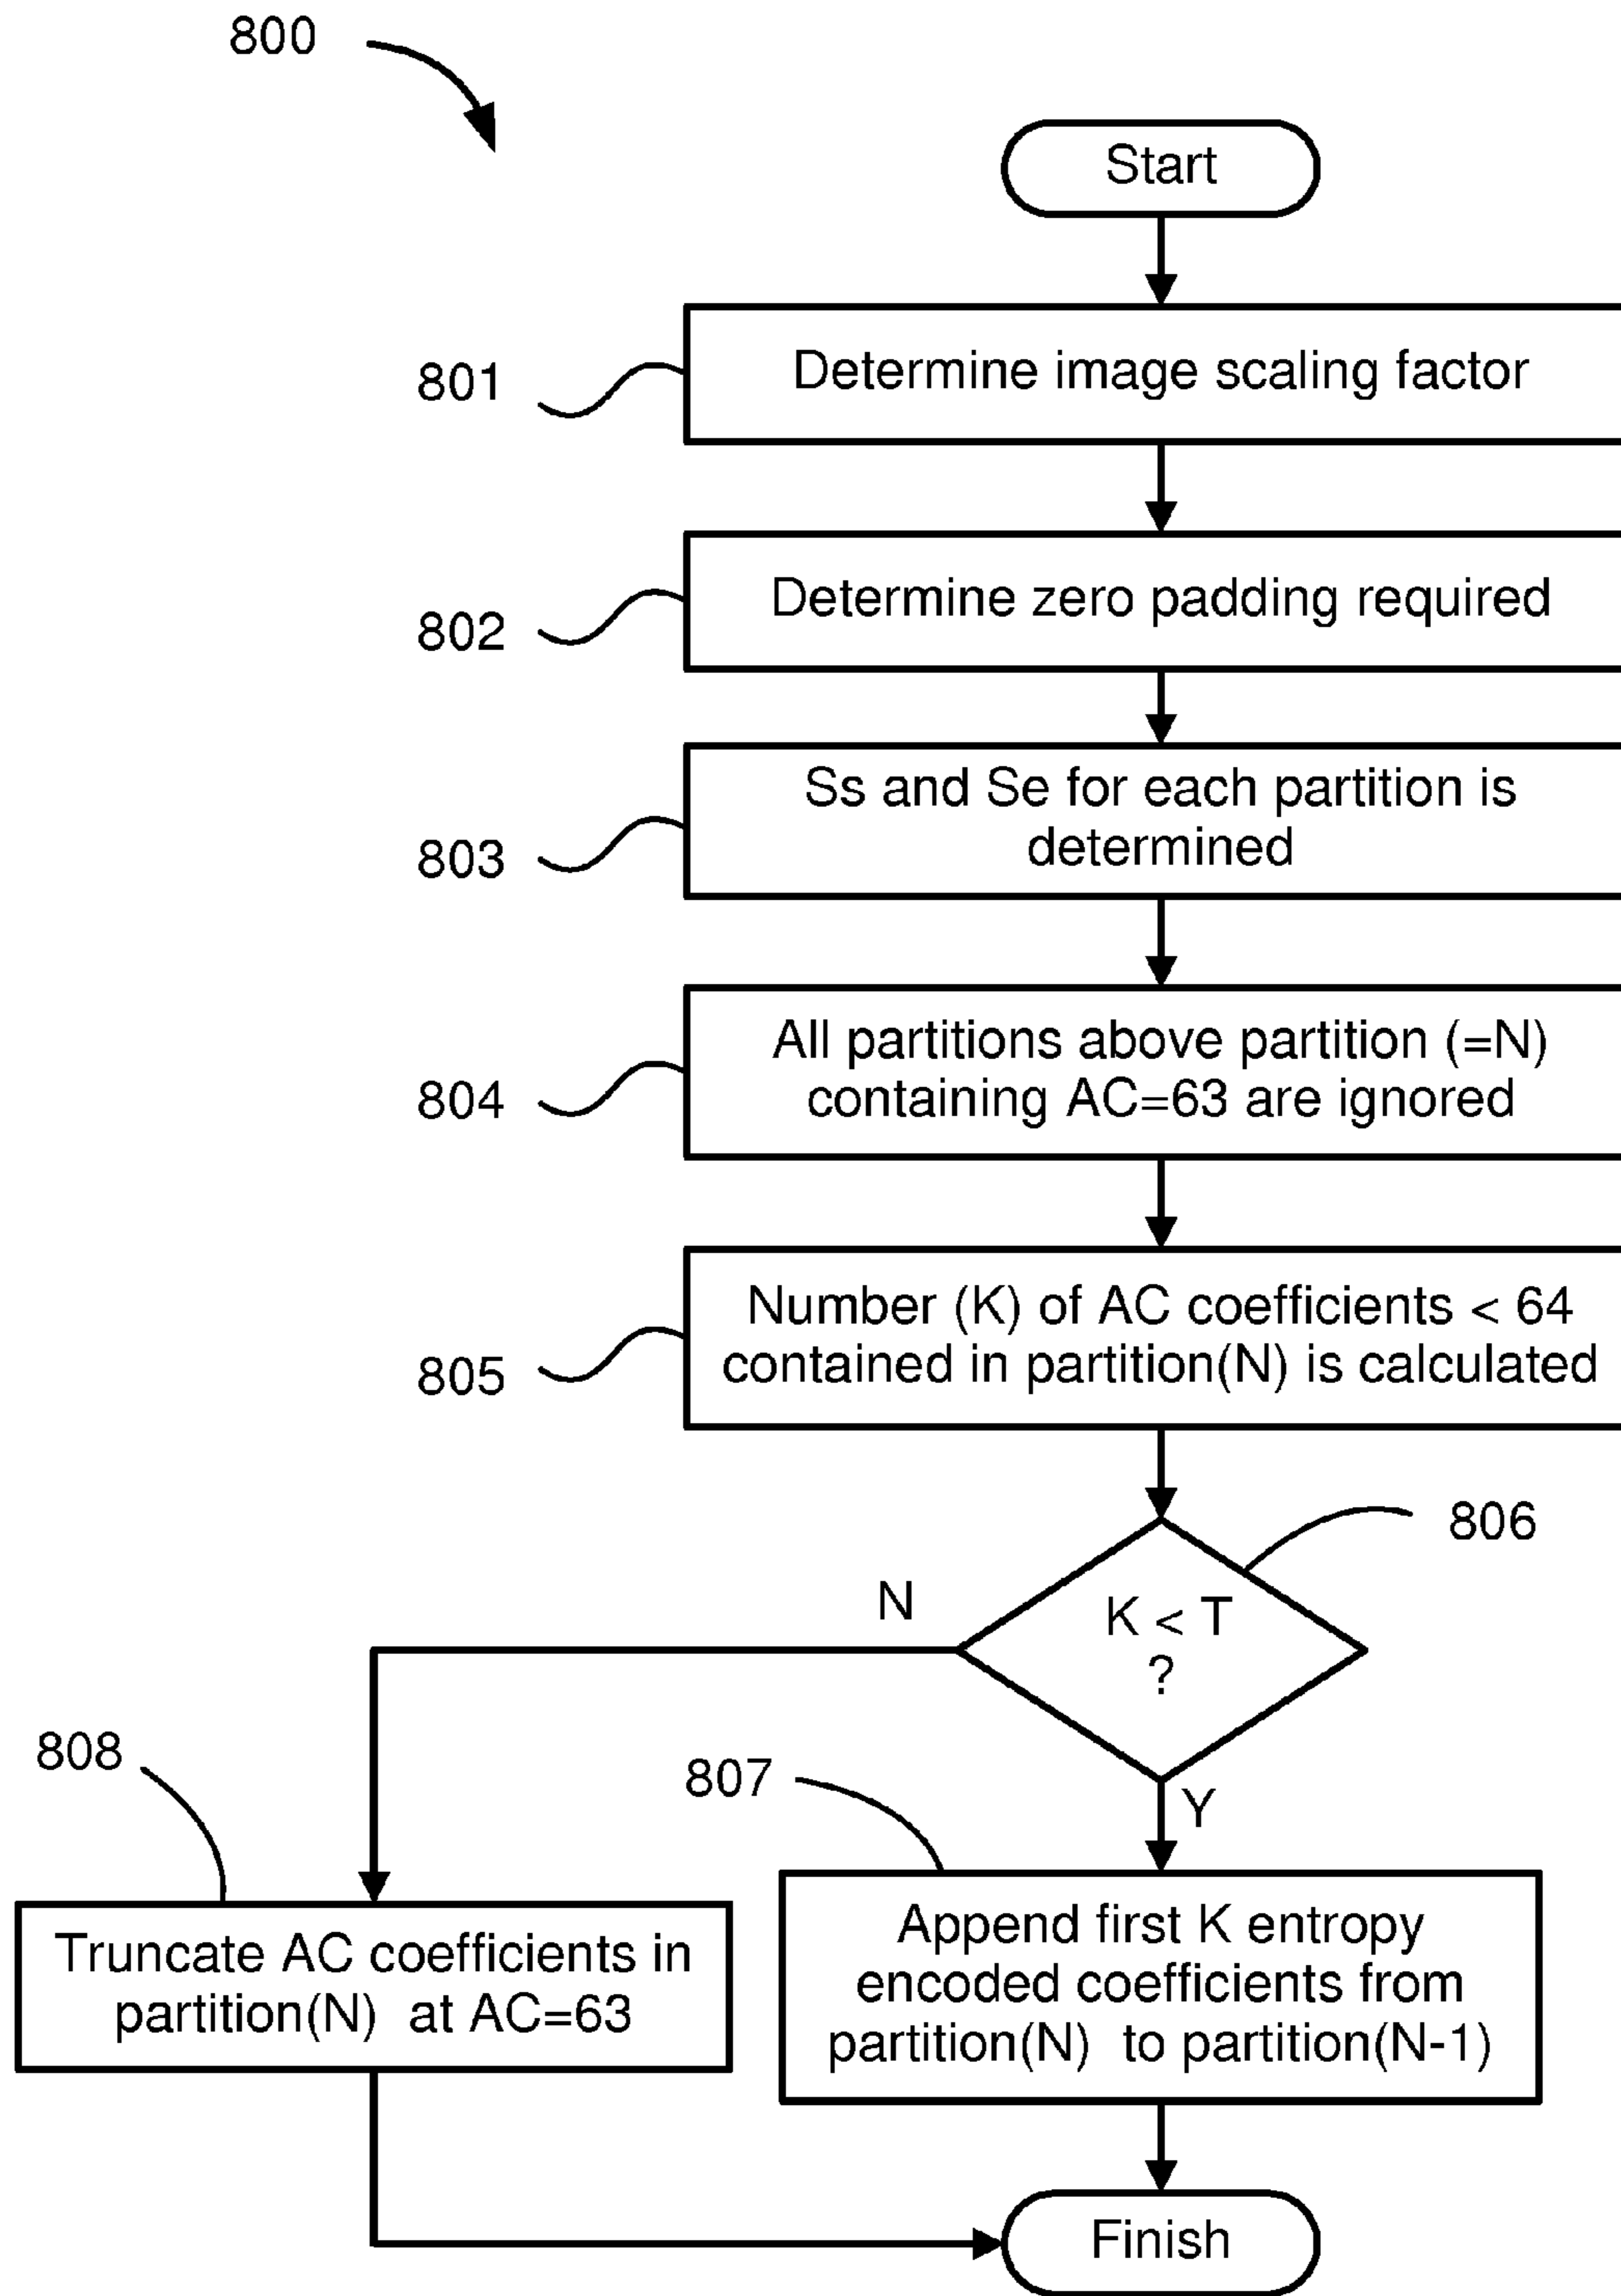 800
Start
801
Determine image scaling factor
802
Determine zero padding required
803
Ss and Se for each partition is
determined
804
All partitions above partition (=N)
containing AC=63 are ignored
805
Number (K) of AC coefficients < 64
contained in partition(N) is calculated
806
K < T
?
N
Y
808
Truncate AC coefficients in
partition(N) at AC=63
807
Append first K entropy
encoded coefficients from
partition(N) to partition(N-1)
Finish